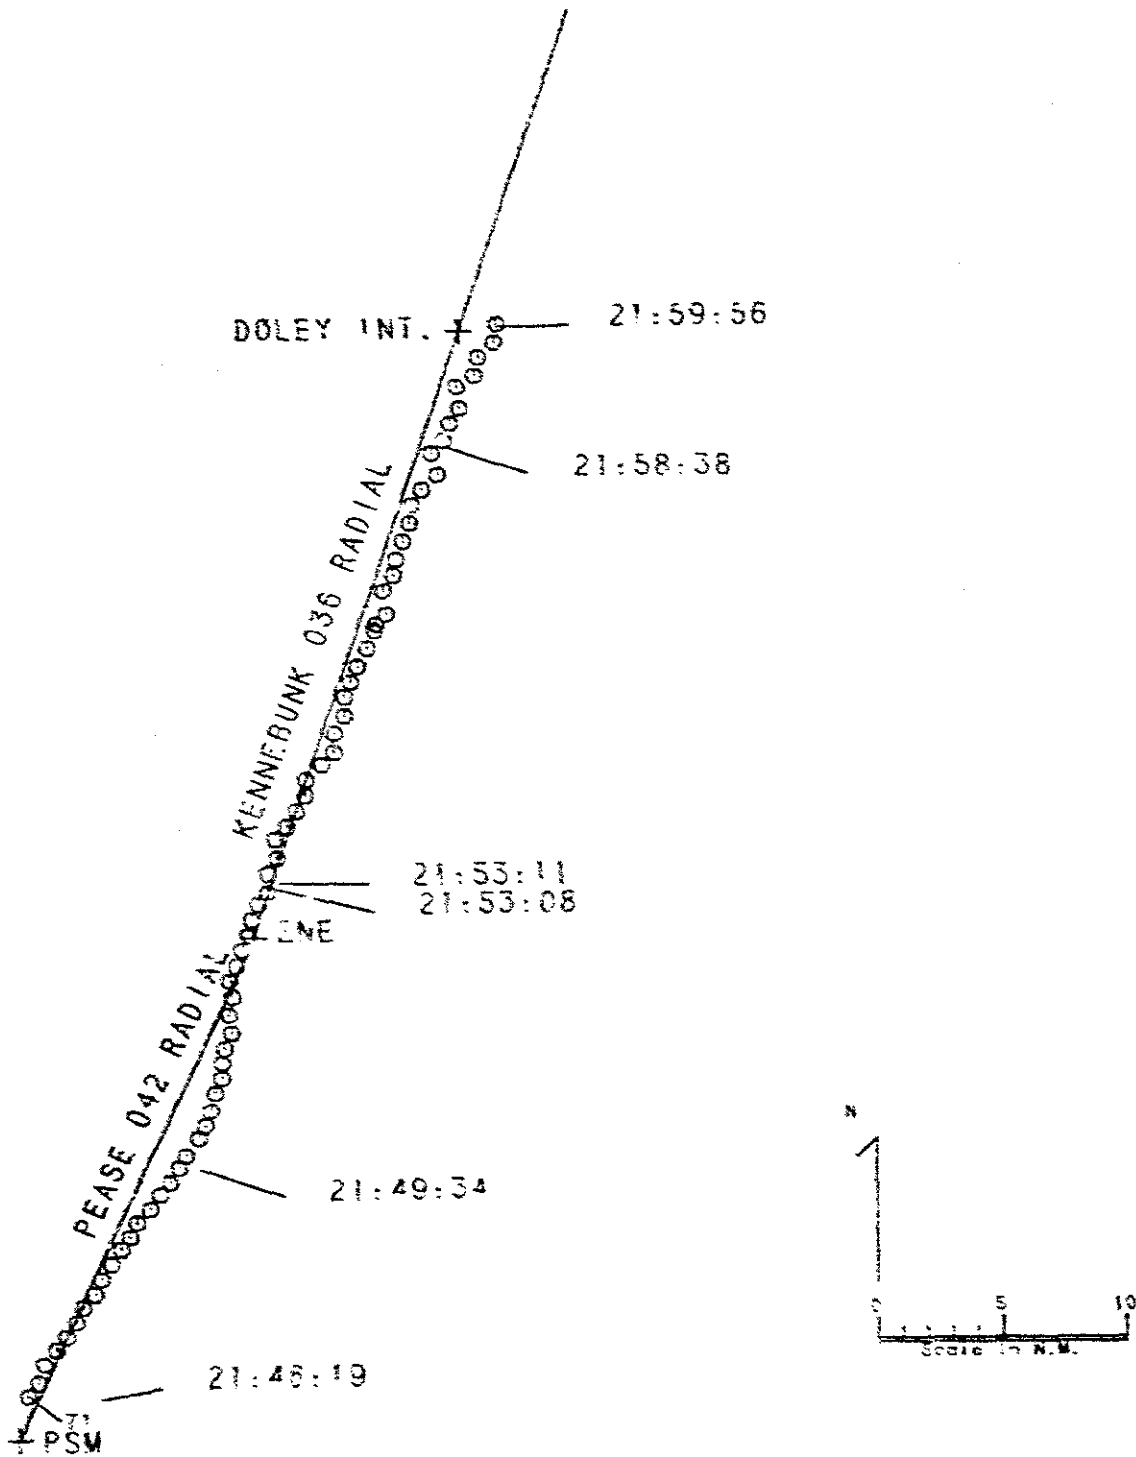 21:59:56
DOLEY INT.
21:58:38
KENNEBUNK 036 RADIAL
21:53:11
21:53:08
ENE
PEASE 042 RADIAL
N
21:49:34
0 5 10
Scale in N.M.
21:46:19
PSM